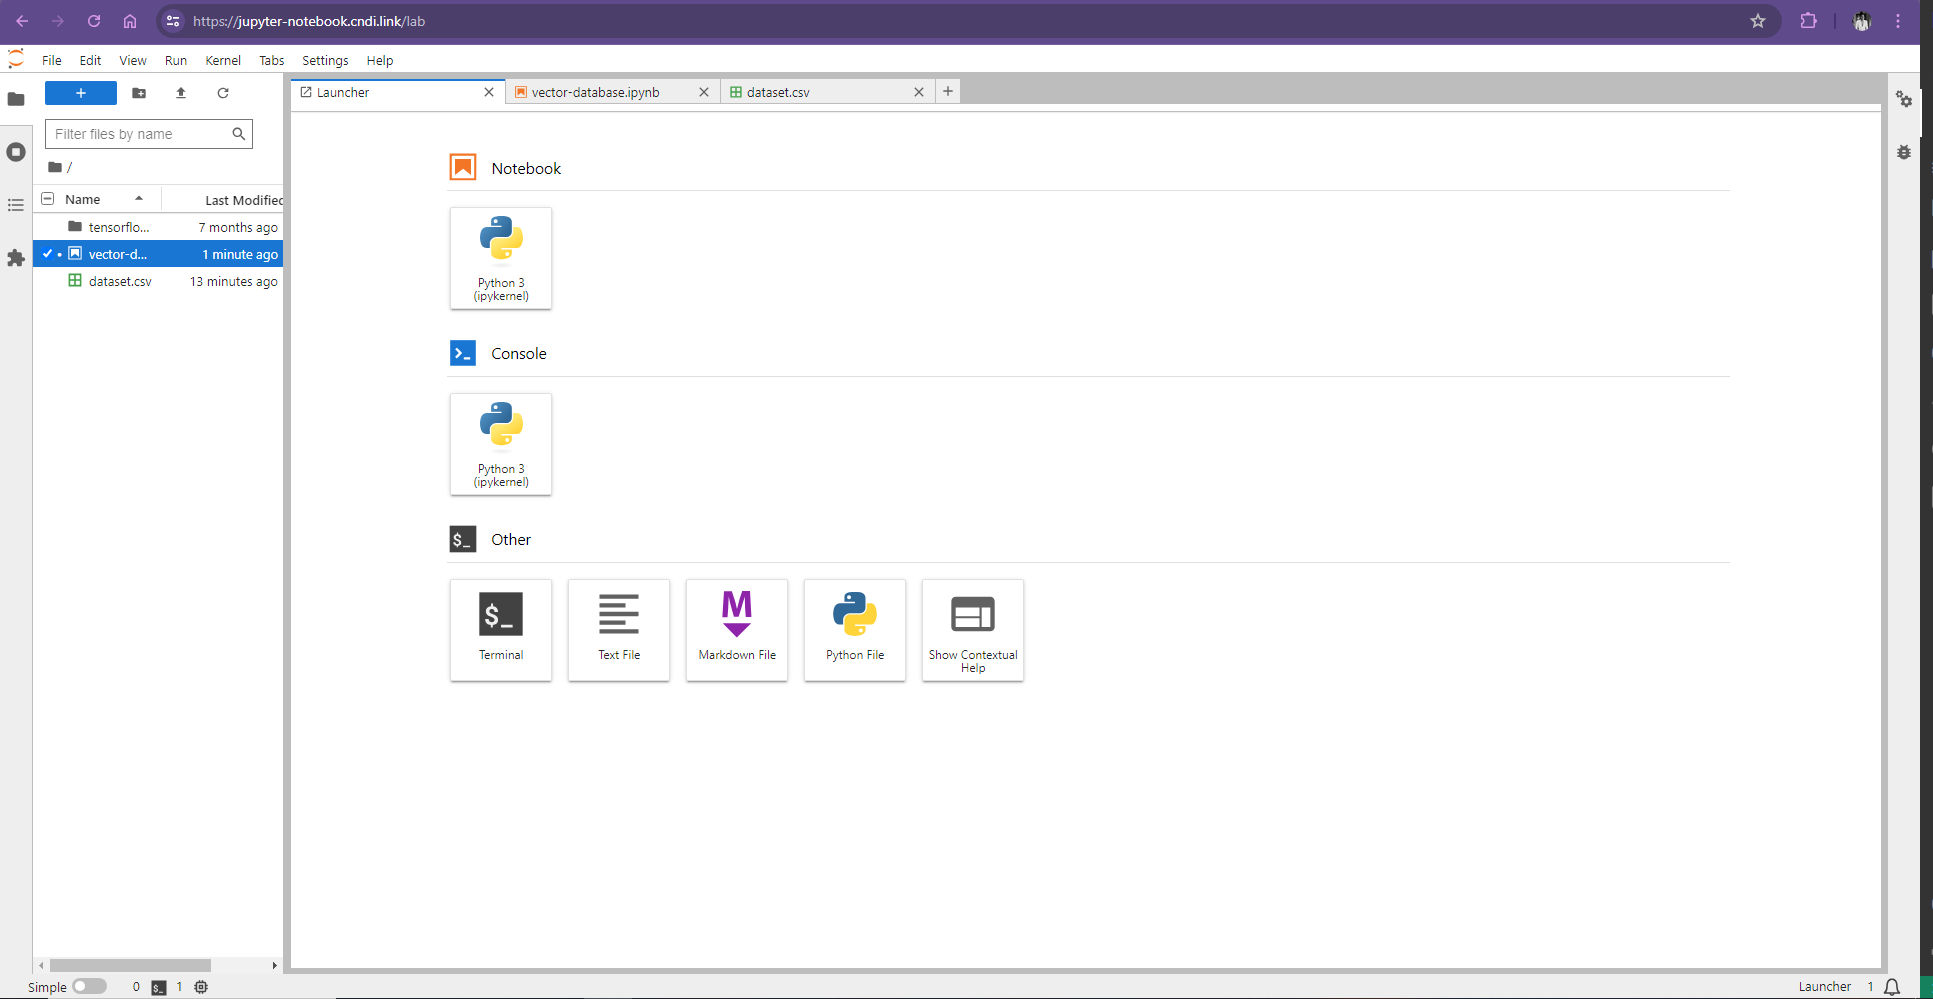 https://jupyter-notebook.cndi.link/lab
File Edit View Run Kernel Tabs Settings Help
+
Filter files by name
/
Name Last Modified
tensorflo... 7 months ago
vector-d... 1 minute ago
dataset.csv 13 minutes ago
Launcher
vector-database.ipynb
dataset.csv
+
Notebook
Python 3
(ipykernel)
Console
Python 3
(ipykernel)
$_ Other
$_
Terminal
Text File
M
Markdown File
Python File
Show Contextual
Help
Simple 0 $_ 1
Launcher 1